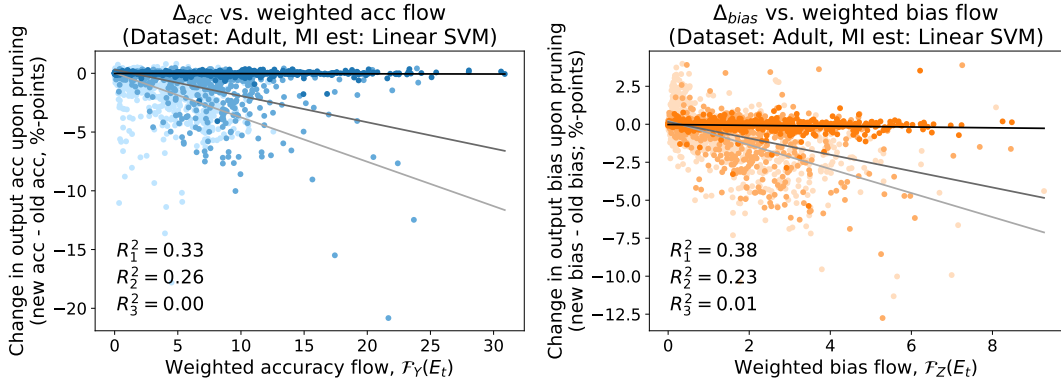 Δacc vs. weighted acc flow
(Dataset: Adult, MI est: Linear SVM)
Change in output acc upon pruning
(new acc - old acc, %-points)
0
−5
−10
−15
−20
R₁² = 0.33
R₂² = 0.26
R₃² = 0.00
0 5 10 15 20 25 30
Weighted accuracy flow, ℱY(Et)
Δbias vs. weighted bias flow
(Dataset: Adult, MI est: Linear SVM)
Change in output bias upon pruning
(new bias - old bias; %-points)
2.5
0.0
−2.5
−5.0
−7.5
−10.0
−12.5
R₁² = 0.38
R₂² = 0.23
R₃² = 0.01
0 2 4 6 8
Weighted bias flow, ℱZ(Et)